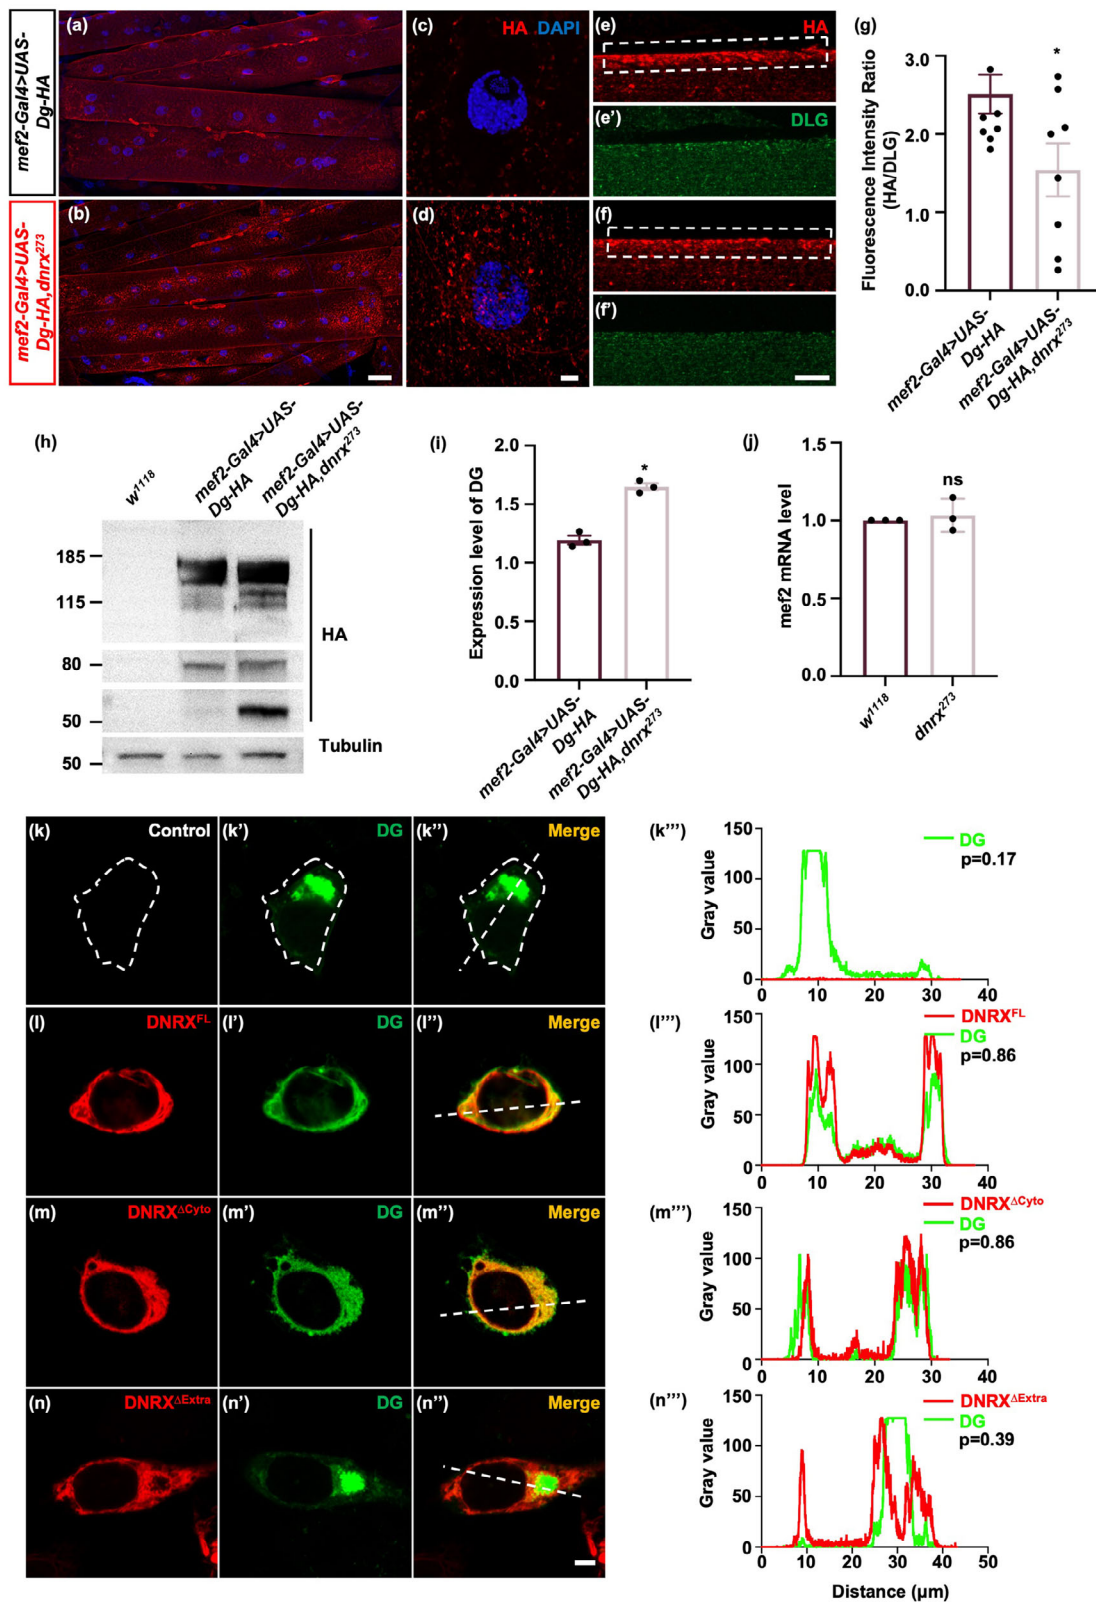 mef2-Gal4>UAS-
Dg-HA
mef2-Gal4>UAS-
Dg-HA,dnrx²⁷³
(a)
(b)
(c)
HA DAPI
(d)
(e)
HA
(e’)
DLG
(f)
(f’)
(g)
Fluorescence Intensity Ratio
(HA/DLG)
3.0
2.0
1.0
0.0
*
mef2-Gal4>UAS-
Dg-HA
mef2-Gal4>UAS-
Dg-HA,dnrx²⁷³
(h)
w¹¹¹⁸
mef2-Gal4>UAS-
Dg-HA
mef2-Gal4>UAS-
Dg-HA,dnrx²⁷³
185
115
80
50
50
HA
Tubulin
(i)
Expression level of DG
2.0
1.5
1.0
0.5
0.0
*
mef2-Gal4>UAS-
Dg-HA
mef2-Gal4>UAS-
Dg-HA,dnrx²⁷³
(j)
mef2 mRNA level
1.5
1.0
0.5
0.0
ns
w¹¹¹⁸
dnrx²⁷³
(k)
Control
(k’)
DG
(k’’)
Merge
(k’’’)
Gray value
150
100
50
0
0 10 20 30 40
DG
p=0.17
(l)
DNRXᶠᴸ
(l’)
DG
(l’’)
Merge
(l’’’)
Gray value
150
100
50
0
0 10 20 30 40
DNRXᶠᴸ
DG
p=0.86
(m)
DNRX^ΔCyto
(m’)
DG
(m’’)
Merge
(m’’’)
Gray value
150
100
50
0
0 10 20 30 40
DNRX^ΔCyto
DG
p=0.86
(n)
DNRX^ΔExtra
(n’)
DG
(n’’)
Merge
(n’’’)
Gray value
150
100
50
0
0 10 20 30 40 50
DNRX^ΔExtra
DG
p=0.39
Distance (µm)